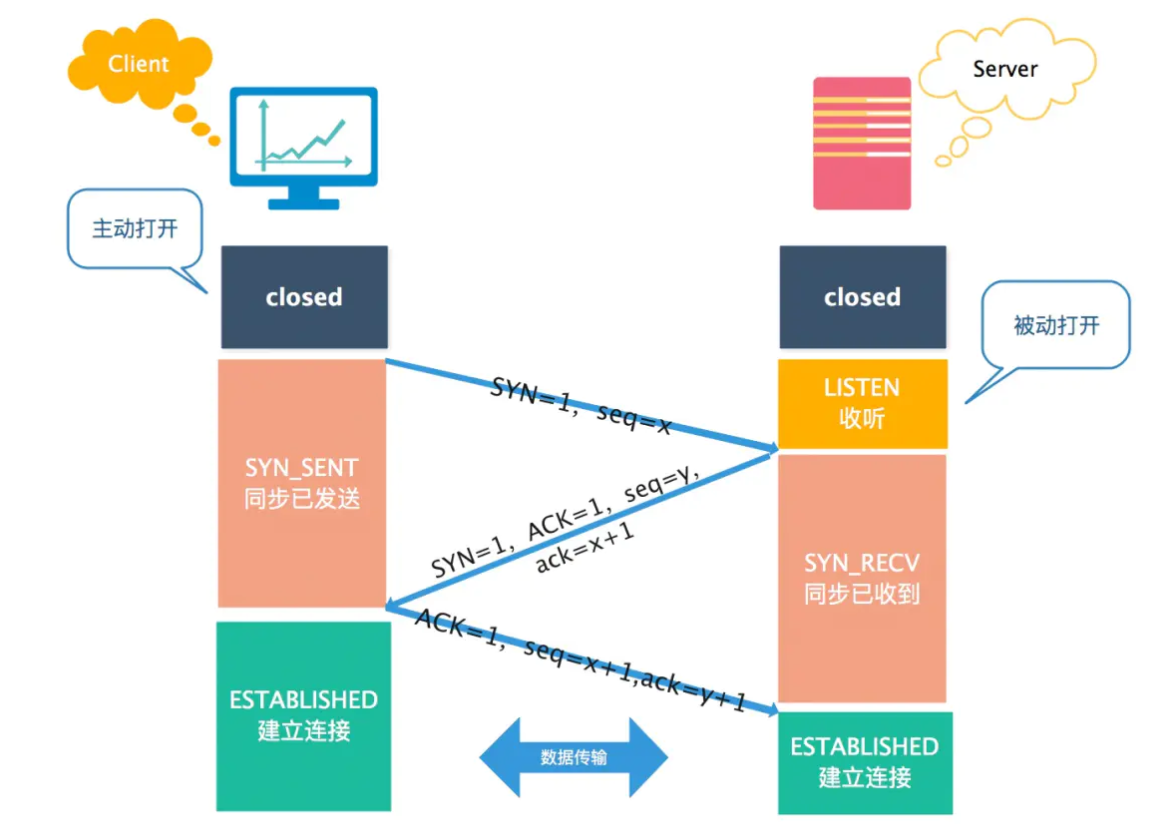 Client
Server
主动打开
closed
closed
被动打开
SYN=1, seq=x
LISTEN
收听
SYN_SENT
同步已发送
SYN=1, ACK=1, seq=y,
ack=x+1
SYN_RECV
同步已收到
ACK=1, seq=x+1,ack=y+1
ESTABLISHED
建立连接
数据传输
ESTABLISHED
建立连接